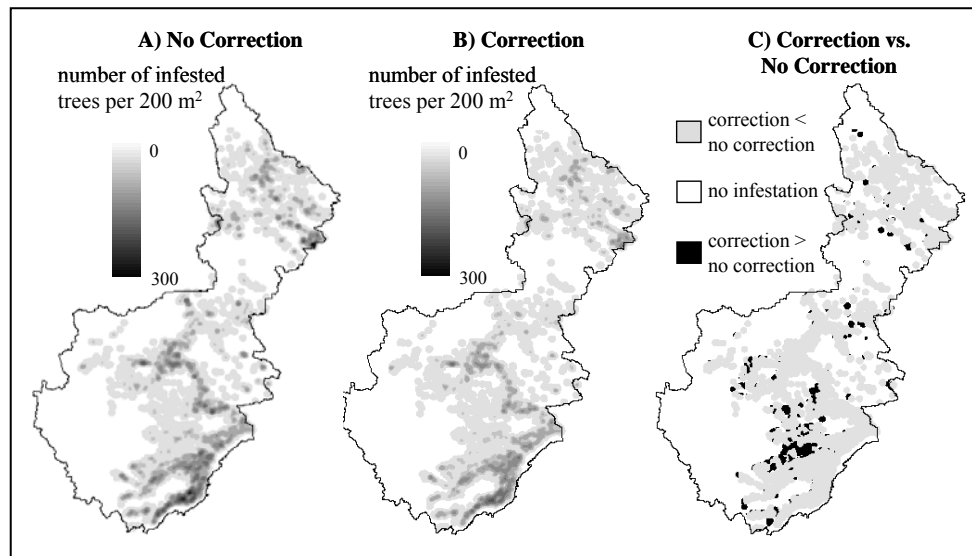 A) No Correction
number of infested
trees per 200 m²
0
300
B) Correction
number of infested
trees per 200 m²
0
300
C) Correction vs.
No Correction
correction <
no correction
no infestation
correction >
no correction